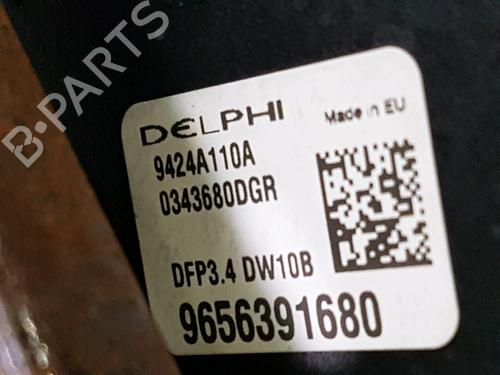 B-PARTS
DELPHI
Made in EU
9424A110A
0343680DGR
DFP3.4 DW10B
9656391680